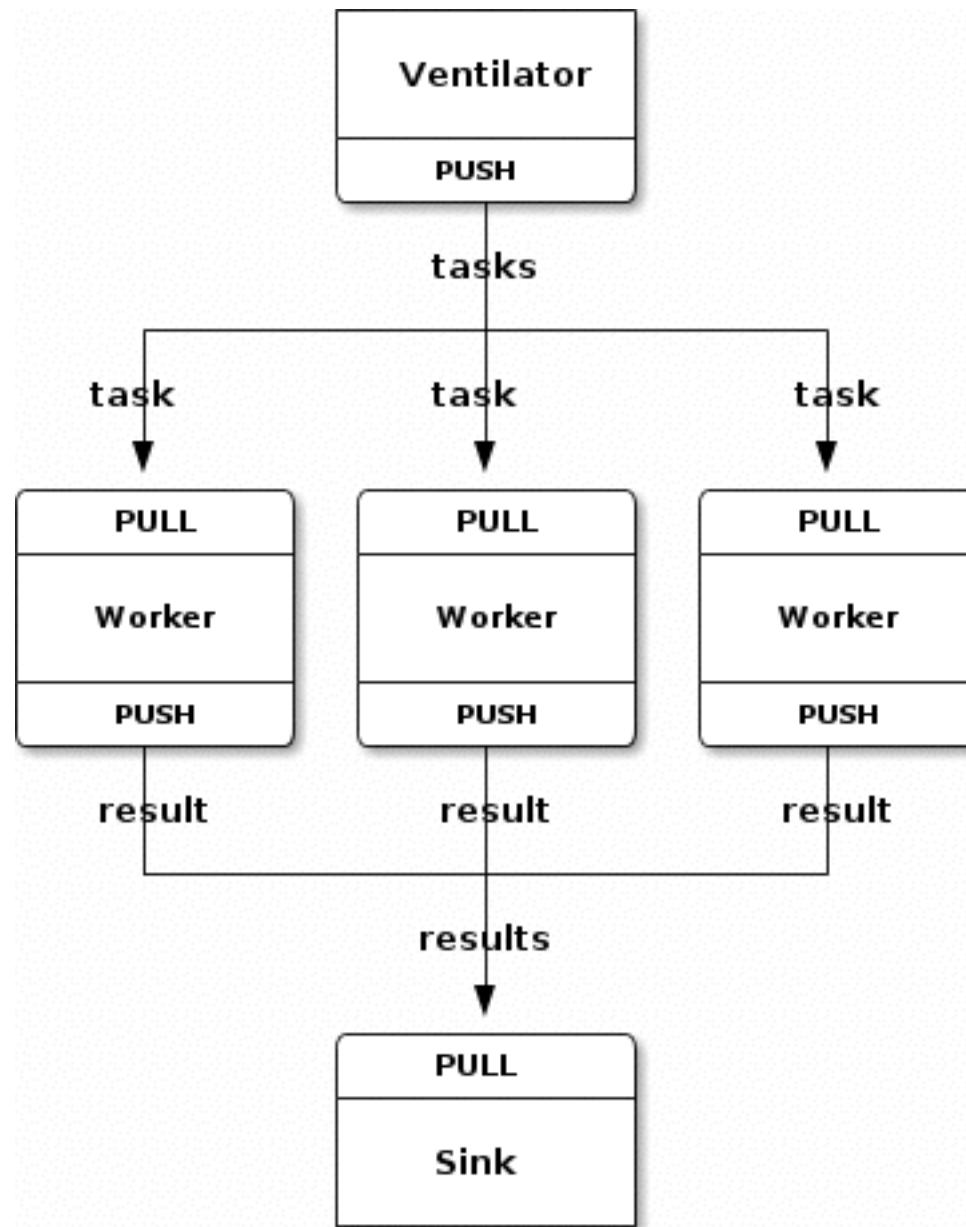 Ventilator
PUSH
tasks
task task task
PULL PULL PULL
Worker Worker Worker
PUSH PUSH PUSH
result result result
results
PULL
Sink